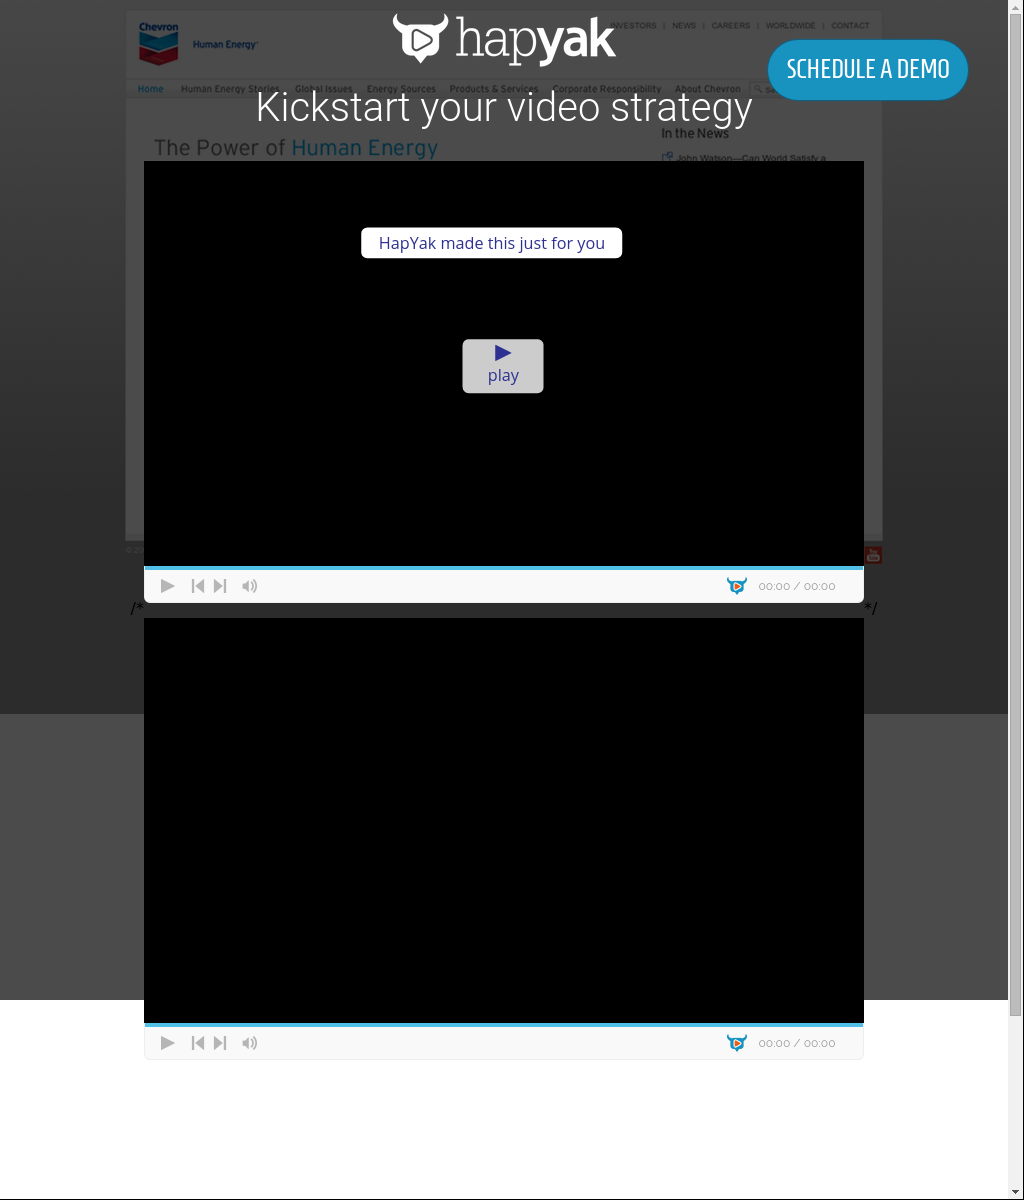 Chevron
Human Energy®
hapyak
INVESTORS | NEWS | CAREERS | WORLDWIDE | CONTACT
SCHEDULE A DEMO
Home Human Energy Stories Global Issues Energy Sources Products & Services Corporate Responsibility About Chevron
Kickstart your video strategy
The Power of Human Energy
In the News
John Watson—Can World Satisfy a
HapYak made this just for you
play
You
00:00 / 00:00
/*
*/
00:00 / 00:00